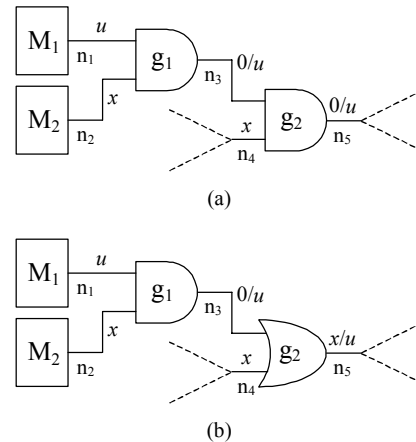 M₁ u n₁ g₁ n₃ 0/u
M₂ x n₂
x n₄ g₂ 0/u n₅
(a)
M₁ u n₁ g₁ n₃ 0/u
M₂ x n₂
x n₄ g₂ x/u n₅
(b)